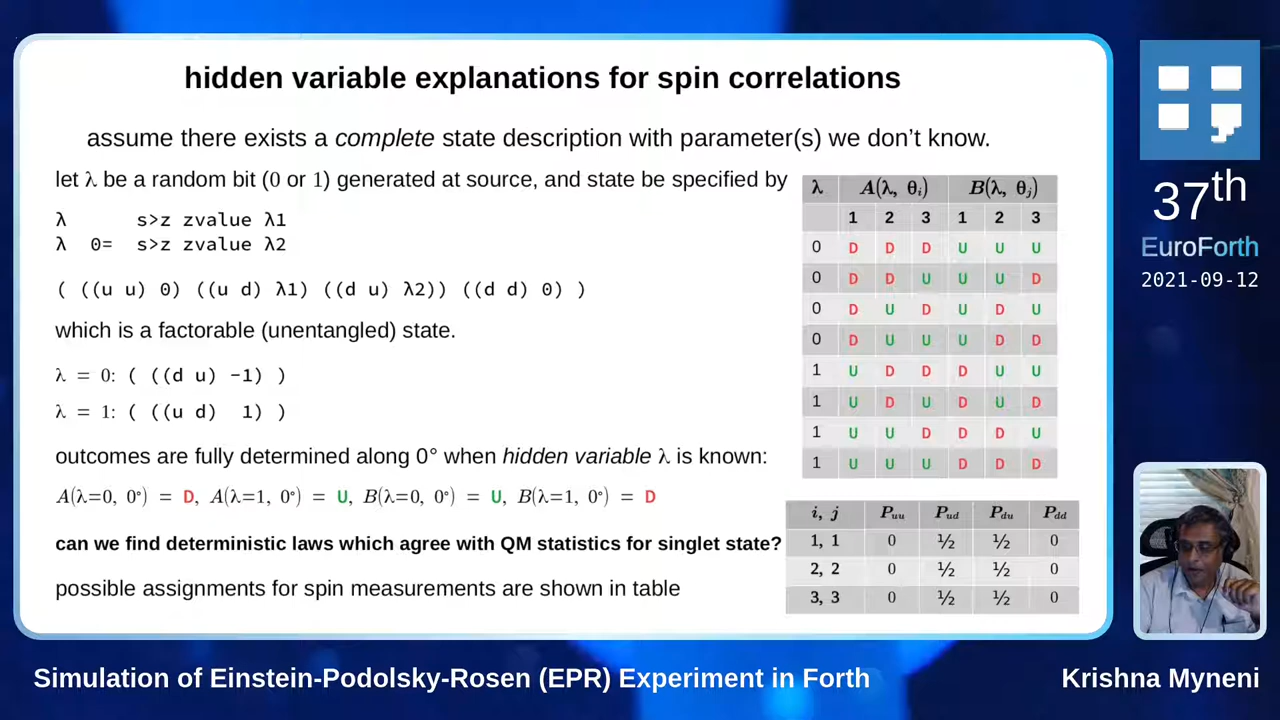 hidden variable explanations for spin correlations
assume there exists a complete state description with parameter(s) we don't know.
let λ be a random bit (0 or 1) generated at source, and state be specified by
λ s>z zvalue λ1
λ 0= s>z zvalue λ2
( ((u u) 0) ((u d) λ1) ((d u) λ2)) ((d d) 0) )
which is a factorable (unentangled) state.
λ = 0: ( ((d u) −1) )
λ = 1: ( ((u d) 1) )
outcomes are fully determined along 0° when hidden variable λ is known:
A(λ=0, 0°) = D, A(λ=1, 0°) = U, B(λ=0, 0°) = U, B(λ=1, 0°) = D
can we find deterministic laws which agree with QM statistics for singlet state?
possible assignments for spin measurements are shown in table
λ A(λ, θi) B(λ, θj)
1 2 3 1 2 3
0 D D D U U U
0 D D U U U D
0 D U D U D U
0 D U U U D D
1 U D D D U U
1 U D U D U D
1 U U D D D U
1 U U U D D D
i, j Puu Pud Pdu Pdd
1, 1 0 ½ ½ 0
2, 2 0 ½ ½ 0
3, 3 0 ½ ½ 0
37th
EuroForth
2021-09-12
Simulation of Einstein-Podolsky-Rosen (EPR) Experiment in Forth
Krishna Myneni